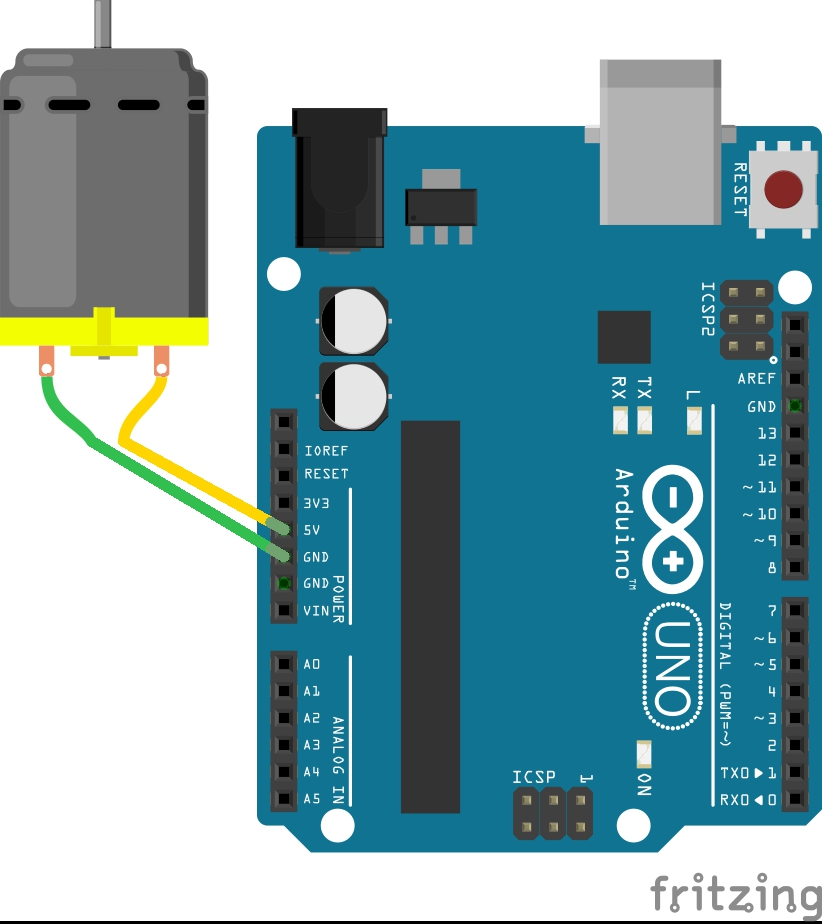 RESET
ICSP2
AREF
GND
13
12
~11
~10
~9
8
RX
TX
L
IOREF
RESET
3V3
5V
GND
GND
VIN
POWER
Arduino™
UNO
7
~6
~5
4
~3
2
TX0▶1
RX0◀0
DIGITAL (PWM=~)
A0
A1
A2
A3
A4
A5
ANALOG IN
ICSP
1
ON
fritzing